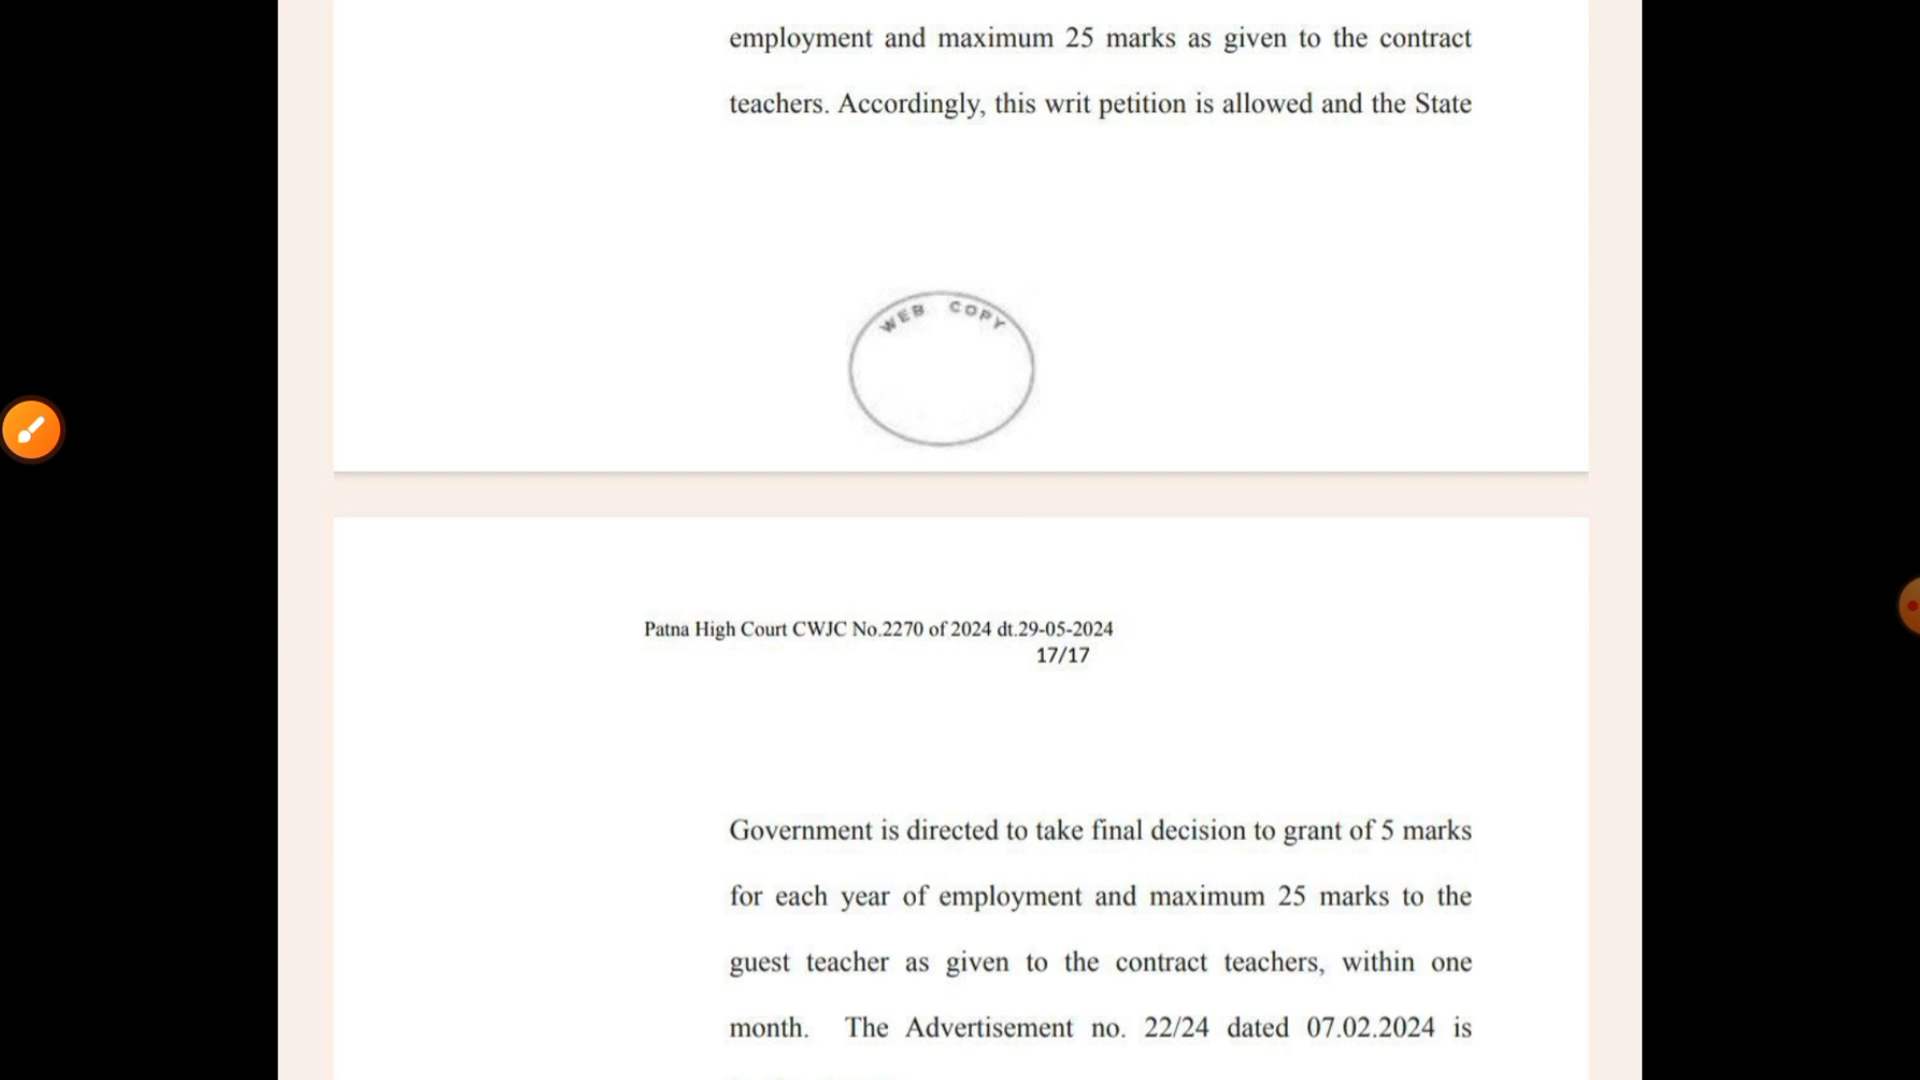 employment and maximum 25 marks as given to the contract
teachers. Accordingly, this writ petition is allowed and the State
WEB COPY
Patna High Court CWJC No.2270 of 2024 dt.29-05-2024
17/17
Government is directed to take final decision to grant of 5 marks
for each year of employment and maximum 25 marks to the
guest teacher as given to the contract teachers, within one
month. The Advertisement no. 22/24 dated 07.02.2024 is